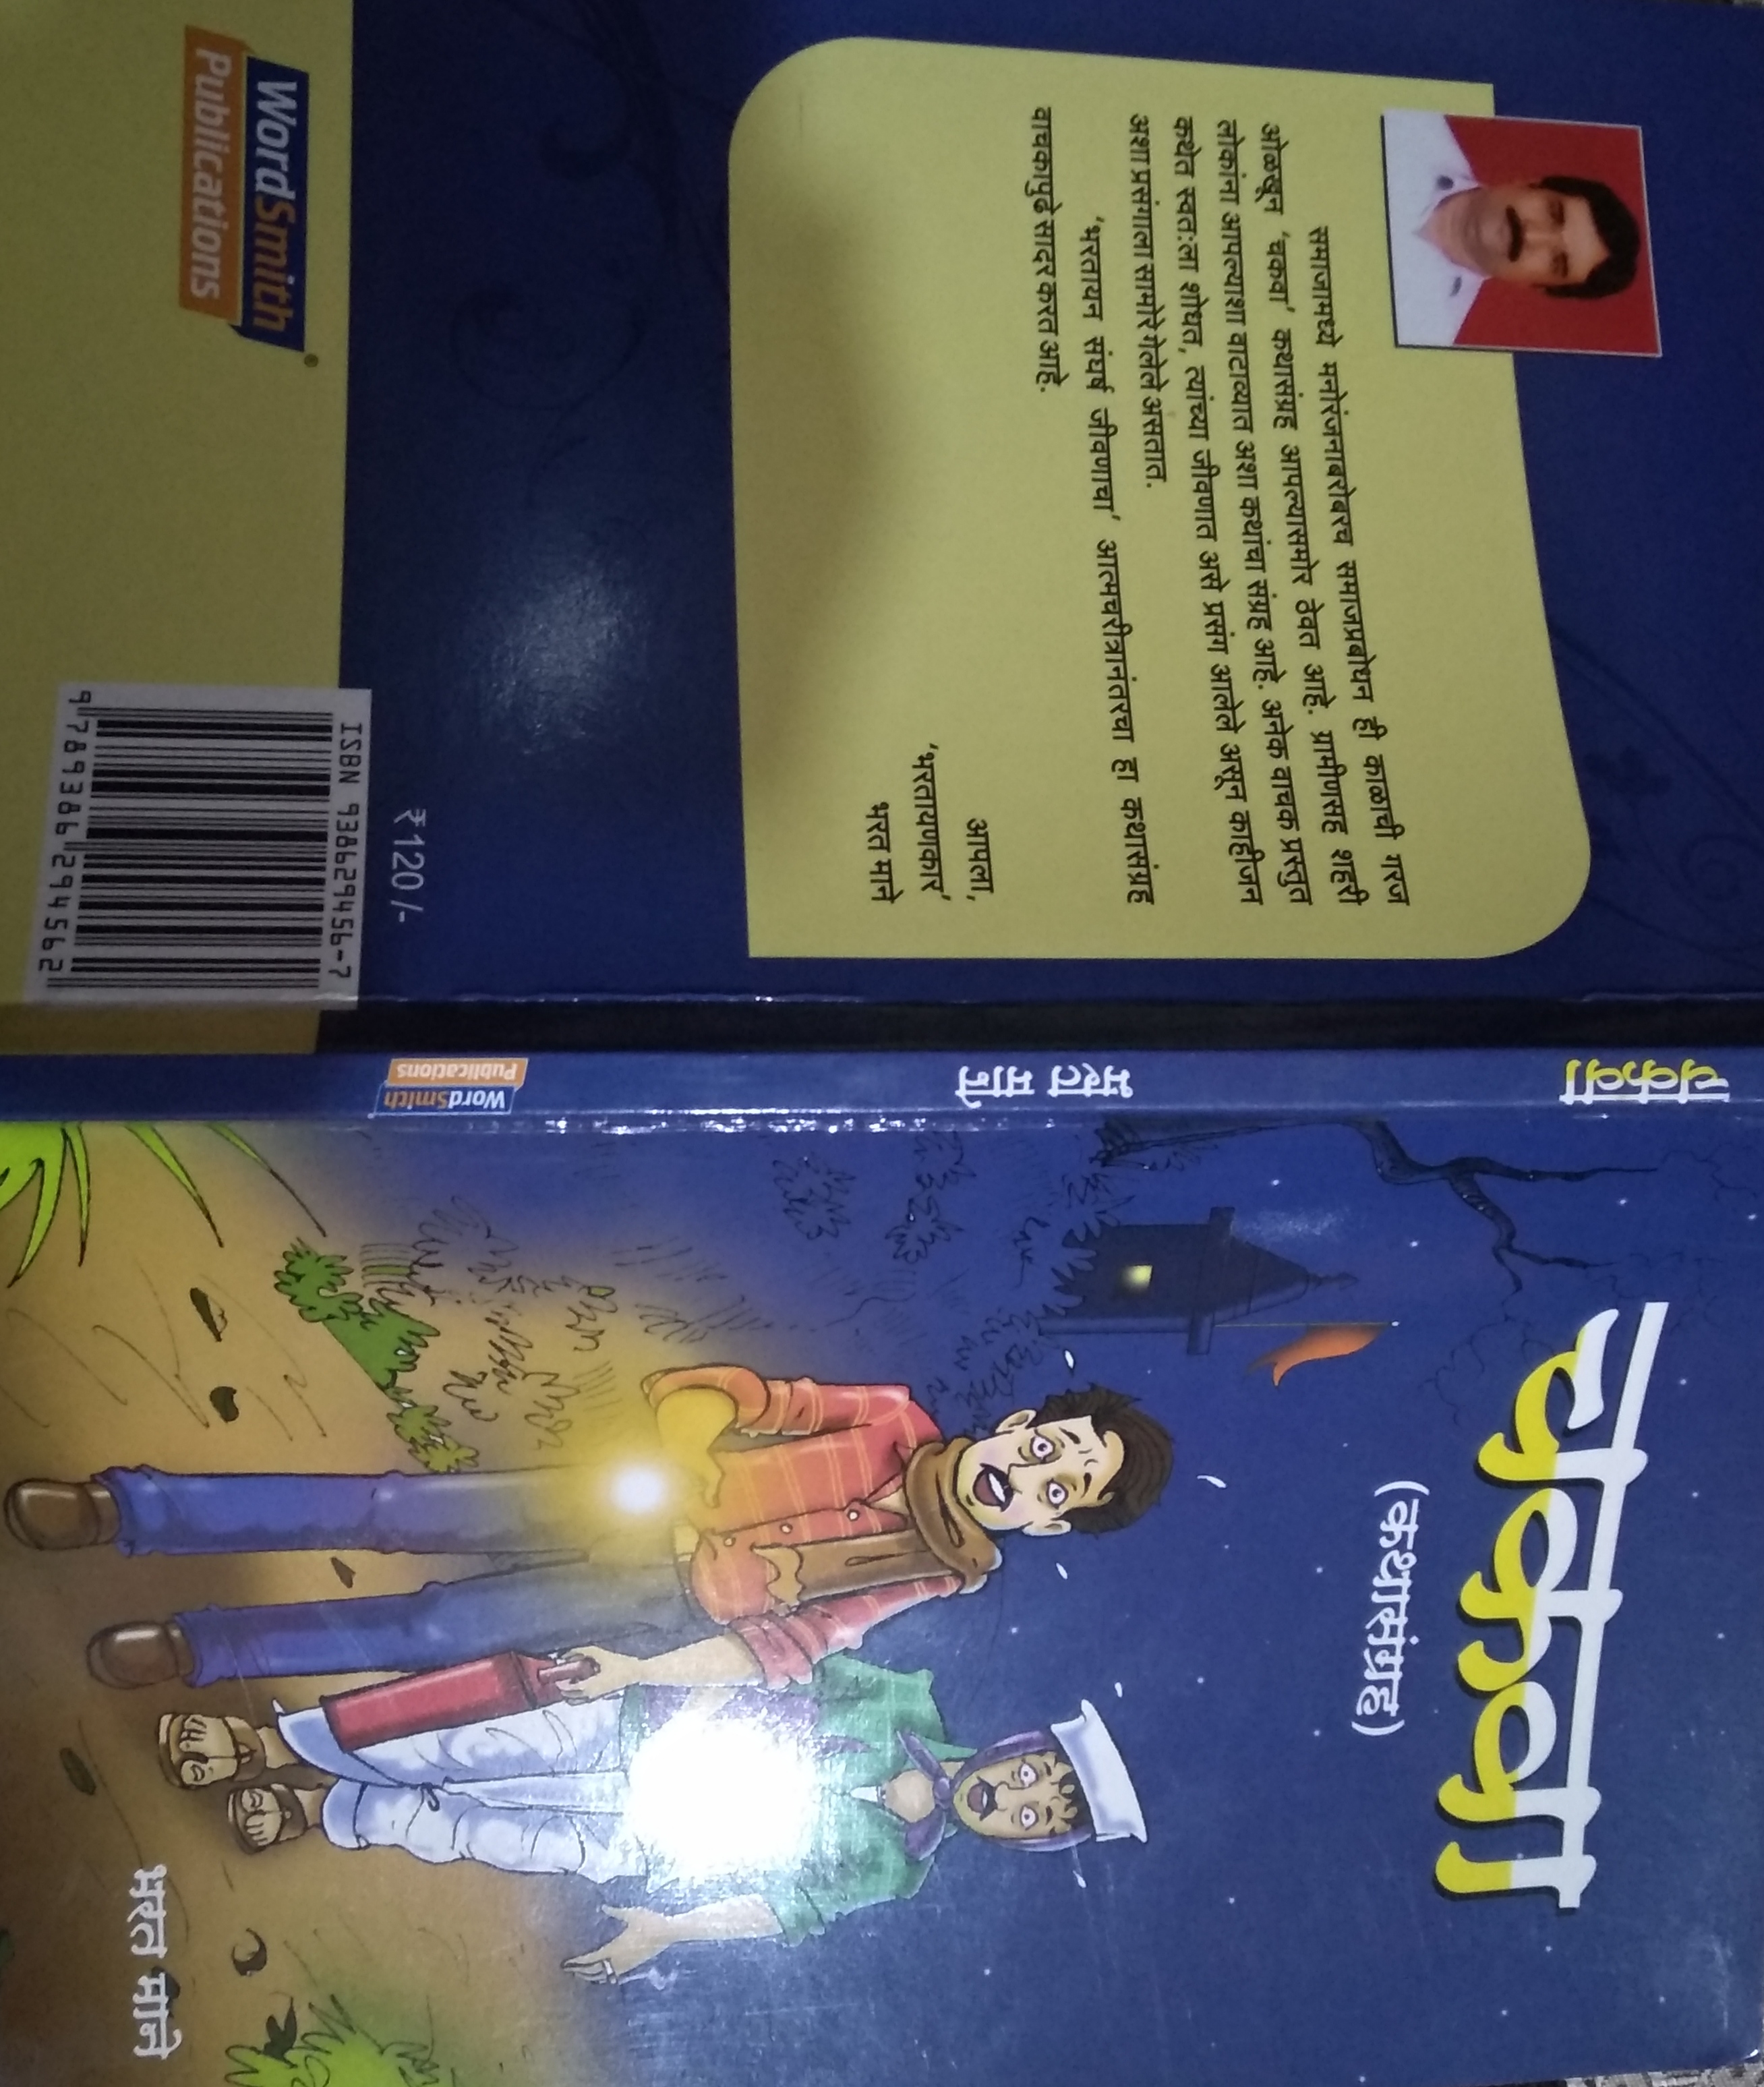 समाजामध्ये मनोरंजनाबरोबरच समाजप्रबोधन ही काळाची गरज
ओळखून ‘चकवा’ कथासंग्रह आपल्यासमोर ठेवत आहे. ग्रामीणसह शहरी
लोकांना आपल्याशा वाटाव्यात अशा कथांचा संग्रह आहे. अनेक वाचक प्रस्तुत
कथेत स्वतःला शोधत, त्यांच्या जीवणात असे प्रसंग आलेले असून काहीजन
अशा प्रसंगाला सामोरे गेलेले असतात.
‘भरतायन संघर्ष जीवणाचा’ आत्मचरीत्रानंतरचा हा कथासंग्रह
वाचकापुढे सादर करत आहे.
आपला,
‘भरतायणकार’
भरत माने
₹120/-
ISBN 938629456-7
9 789386 294562
WordSmith®
Publications
चकवा
भरत माने
WordSmith
Publications
चकवा
(कथासंग्रह)
भरत माने